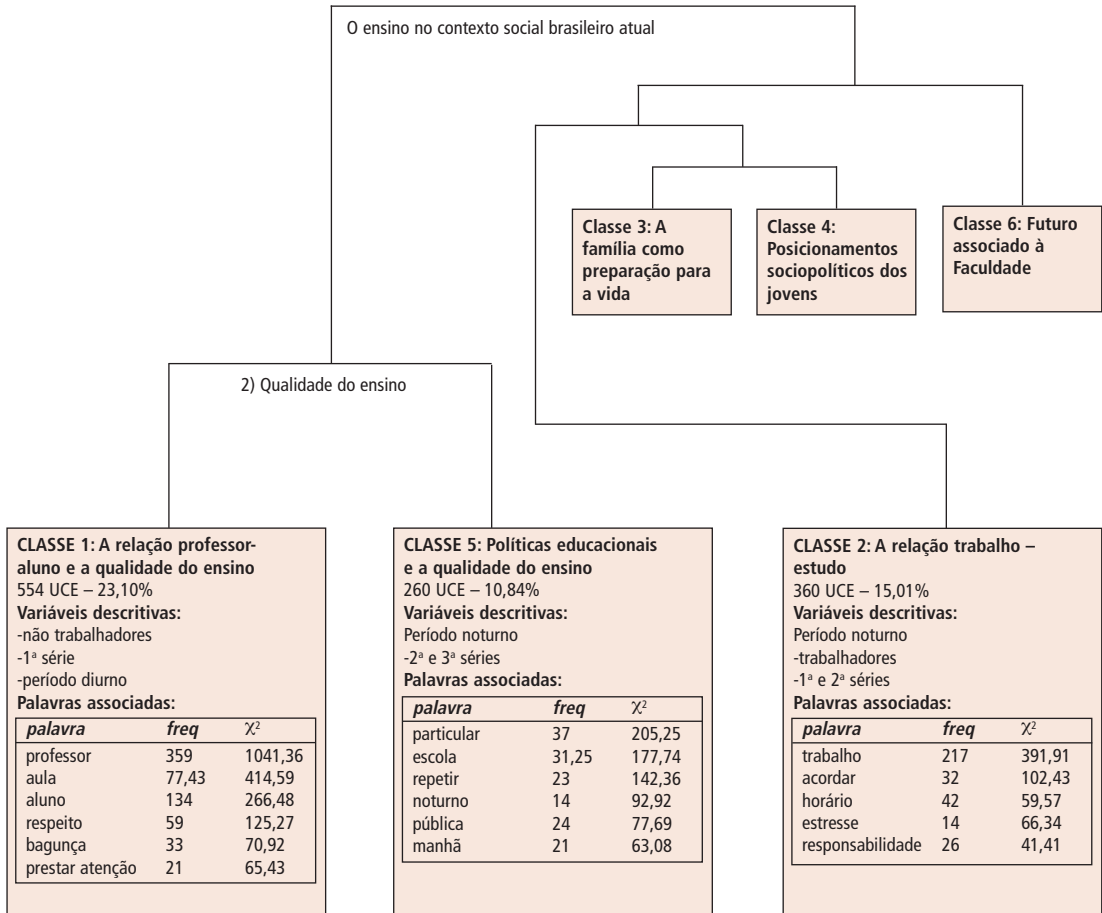 O ensino no contexto social brasileiro atual
Classe 3: A
família como
preparação para
a vida
Classe 4:
Posicionamentos
sociopolíticos dos
jovens
Classe 6: Futuro
associado à
Faculdade
2) Qualidade do ensino
CLASSE 1: A relação professor-
aluno e a qualidade do ensino
554 UCE – 23,10%
Variáveis descritivas:
-não trabalhadores
-1ª série
-período diurno
Palavras associadas:
palavra freq χ²
professor 359 1041,36
aula 77,43 414,59
aluno 134 266,48
respeito 59 125,27
bagunça 33 70,92
prestar atenção 21 65,43
CLASSE 5: Políticas educacionais
e a qualidade do ensino
260 UCE – 10,84%
Variáveis descritivas:
Período noturno
-2ª e 3ª séries
Palavras associadas:
palavra freq χ²
particular 37 205,25
escola 31,25 177,74
repetir 23 142,36
noturno 14 92,92
pública 24 77,69
manhã 21 63,08
CLASSE 2: A relação trabalho –
estudo
360 UCE – 15,01%
Variáveis descritivas:
Período noturno
-trabalhadores
-1ª e 2ª séries
Palavras associadas:
palavra freq χ²
trabalho 217 391,91
acordar 32 102,43
horário 42 59,57
estresse 14 66,34
responsabilidade 26 41,41